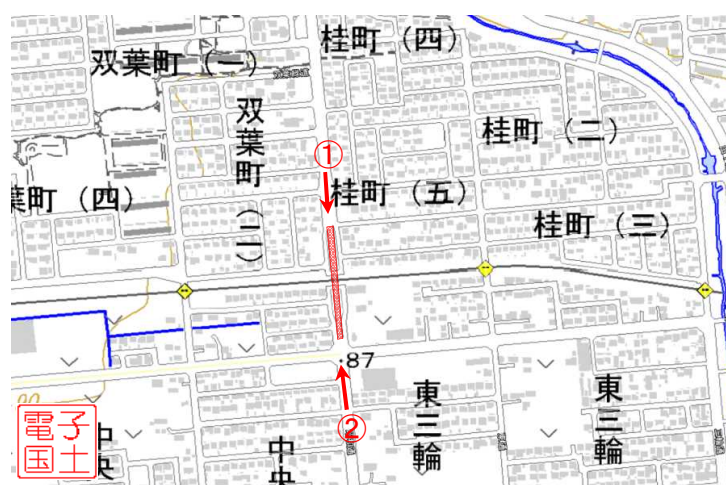 桂町（四）
双葉町（一）
双葉町（二）
桂町（二）
①
葉町（四）
桂町（五）
桂町（三）
87
②
東三輪
東三輪
中央
中央
電子国土